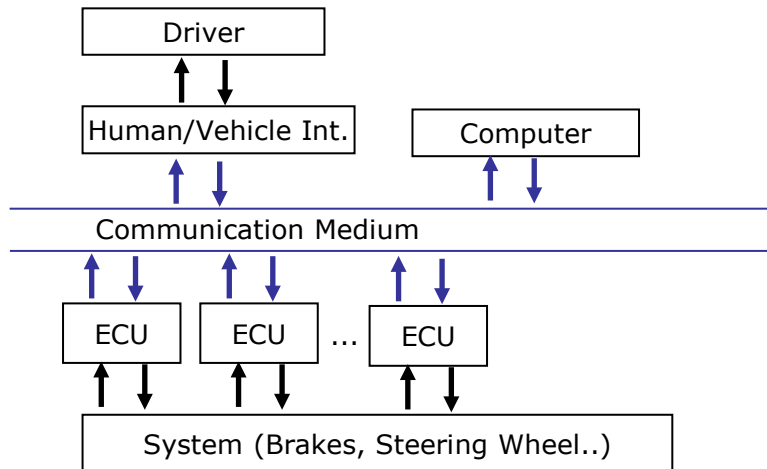 Driver
Human/Vehicle Int.
Computer
Communication Medium
ECU
ECU
...
ECU
System (Brakes, Steering Wheel..)